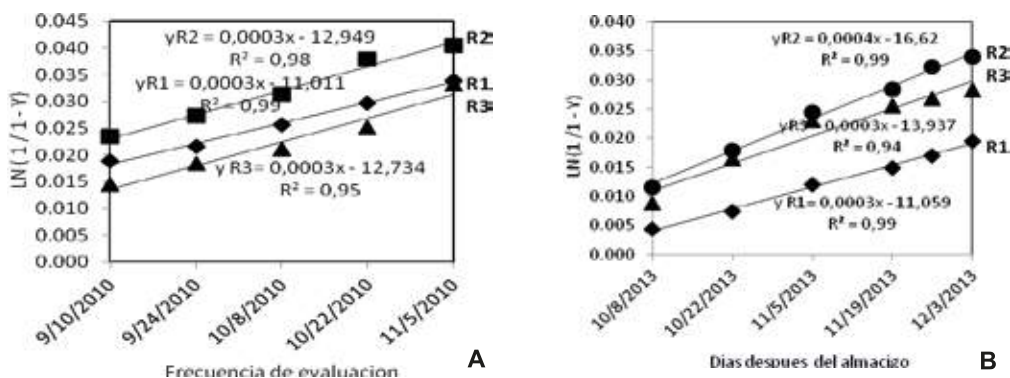 LN( 1 / 1 - Y)
0.045
0.040
0.035
0.030
0.025
0.020
0.015
0.010
0.005
0.000
yR2 = 0,0003x - 12,949
R² = 0,98
yR1 = 0,0003x - 11,011
R² = 0,99
y R3= 0,0003x - 12,734
R² = 0,95
R2
R1
R3
9/10/2010
9/24/2010
10/8/2010
10/22/2010
11/5/2010
Frecuencia de evaluacion
A
LN(1/1- Y)
0.040
0.035
0.030
0.025
0.020
0.015
0.010
0.005
0.000
yR2 = 0,0004x - 16,62
R² = 0,99
yR3= 0,0003x - 13,937
R² = 0,94
y R1= 0,0003x - 11,059
R² = 0,99
R2
R3
R1
10/8/2013
10/22/2013
11/5/2013
11/19/2013
12/3/2013
Dias despues del almacigo
B